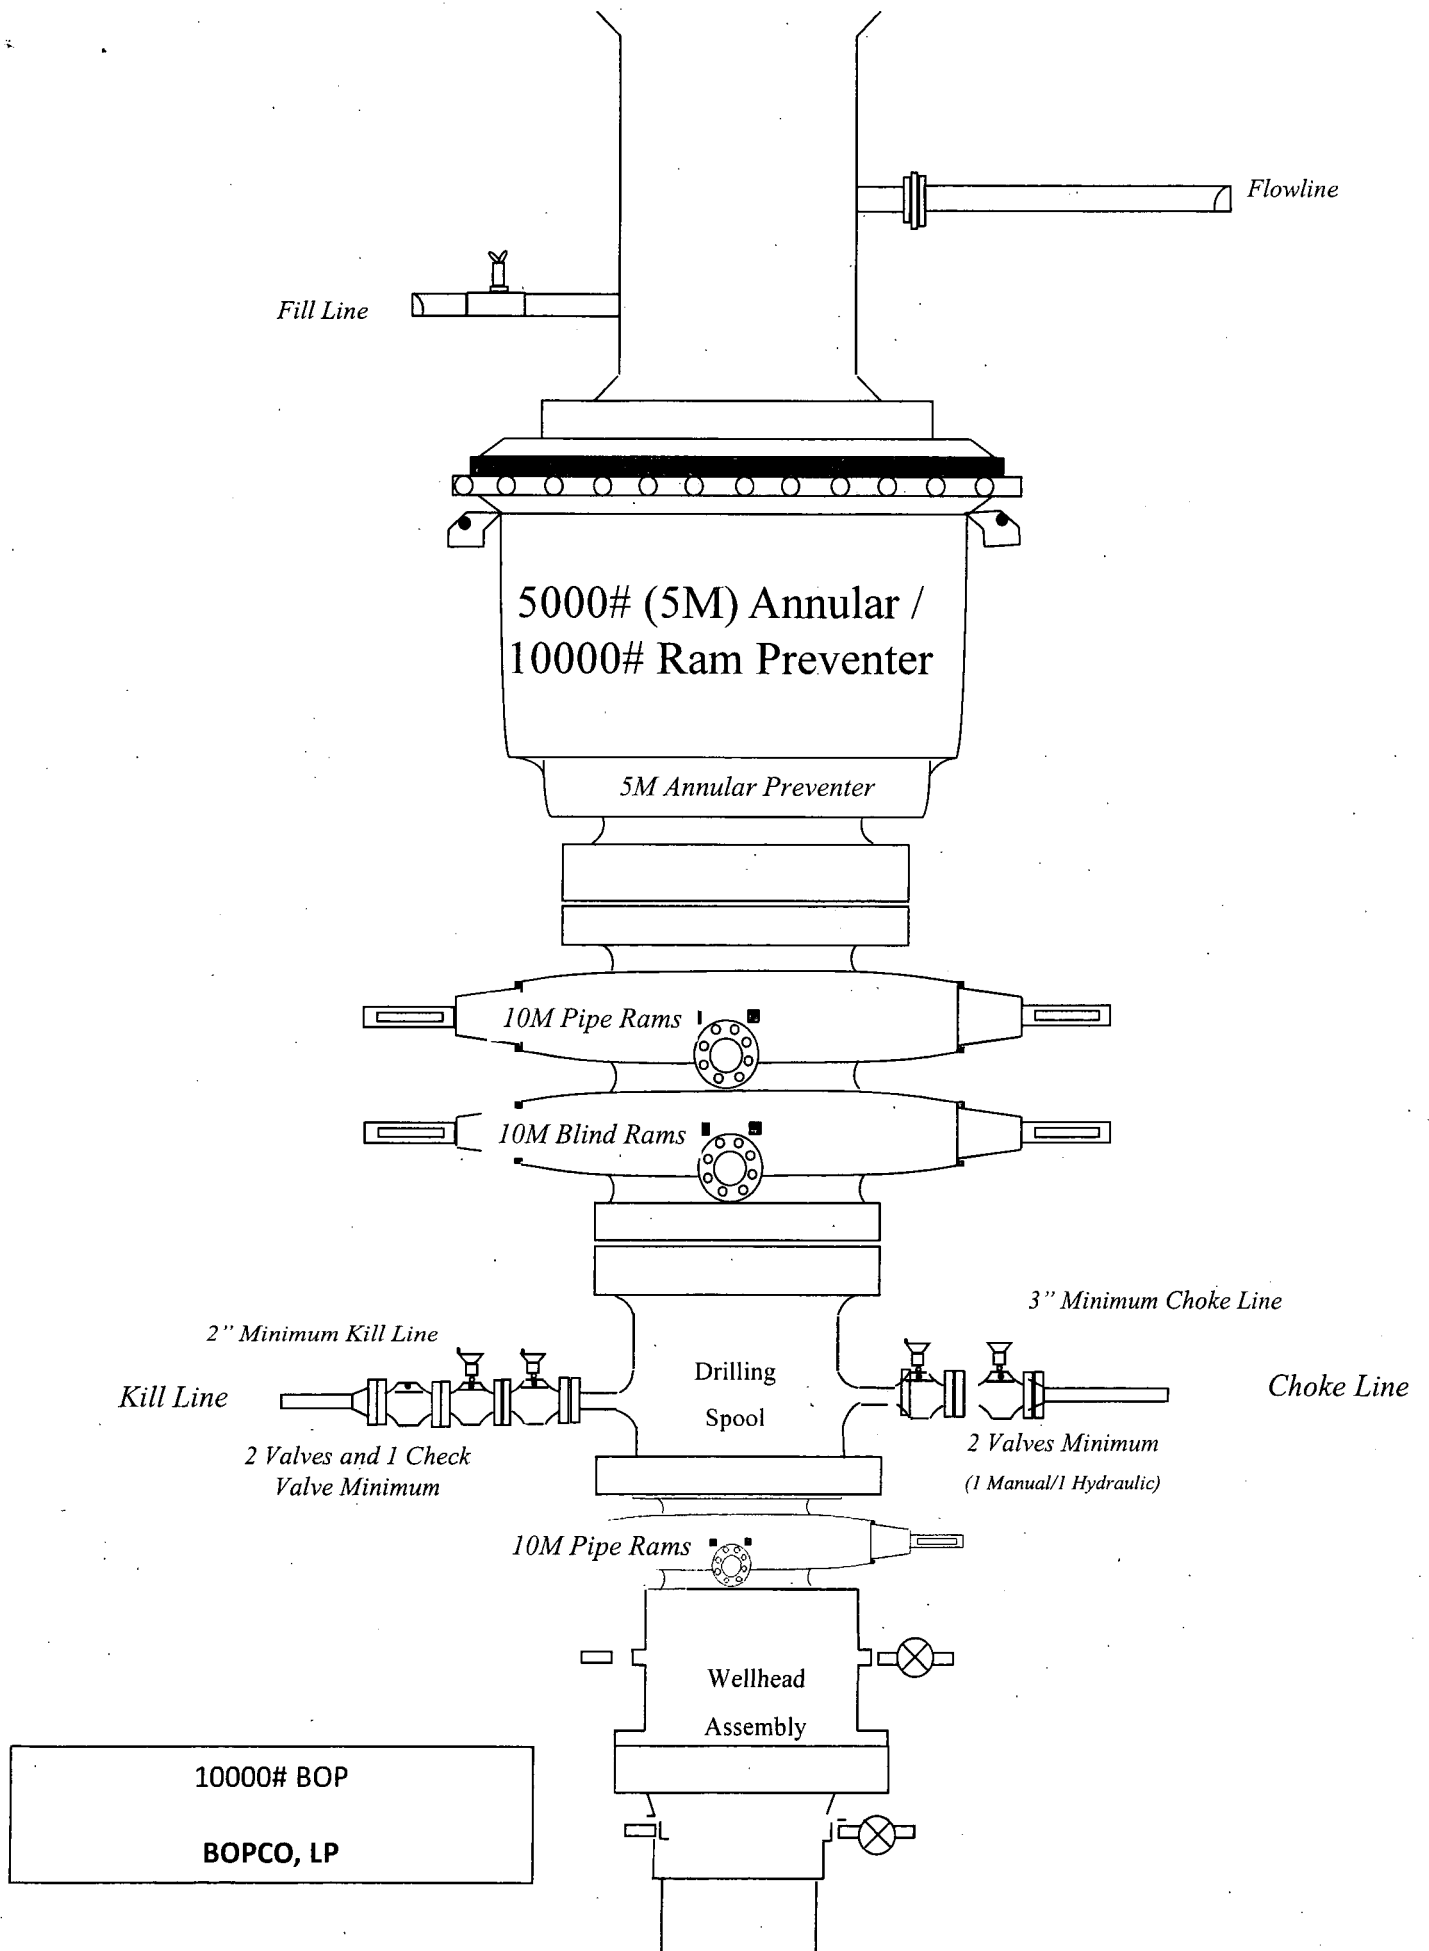 Flowline
Fill Line
5000# (5M) Annular /
10000# Ram Preventer
5M Annular Preventer
10M Pipe Rams
10M Blind Rams
3” Minimum Choke Line
2” Minimum Kill Line
Drilling
Spool
Kill Line
Choke Line
2 Valves and 1 Check
Valve Minimum
2 Valves Minimum
(1 Manual/1 Hydraulic)
10M Pipe Rams
Wellhead
Assembly
10000# BOP
BOPCO, LP